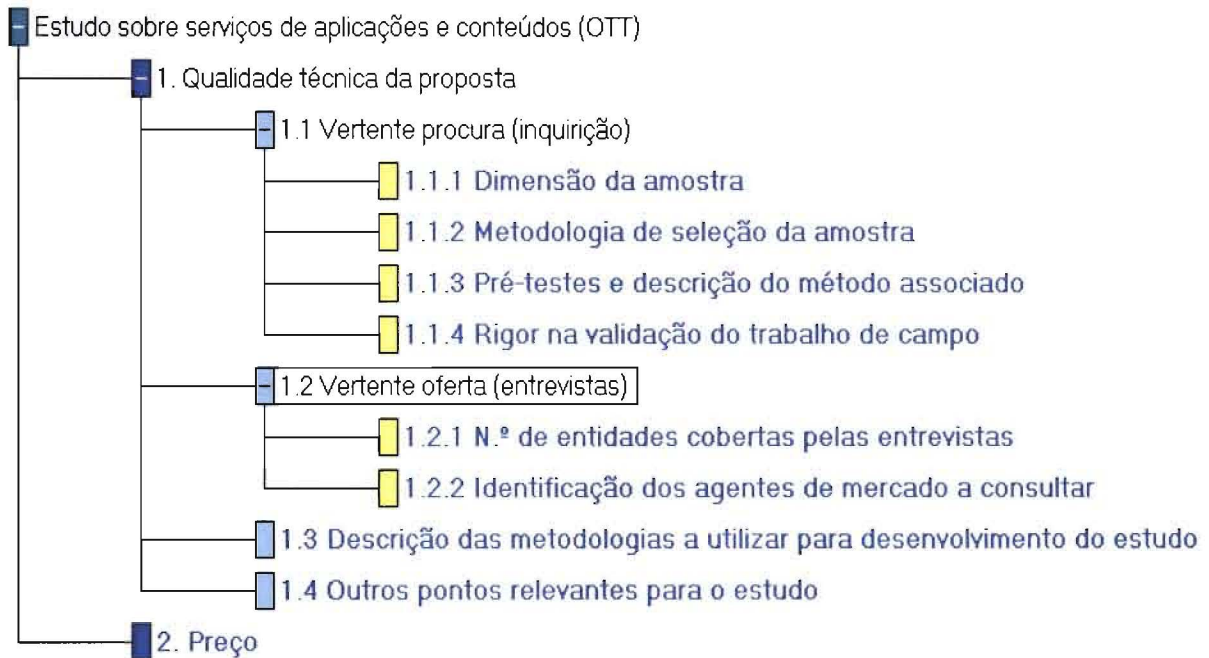 Estudo sobre serviços de aplicações e conteúdos (OTT)
1. Qualidade técnica da proposta
1.1 Vertente procura (inquirição)
1.1.1 Dimensão da amostra
1.1.2 Metodologia de seleção da amostra
1.1.3 Pré-testes e descrição do método associado
1.1.4 Rigor na validação do trabalho de campo
1.2 Vertente oferta (entrevistas)
1.2.1 N.º de entidades cobertas pelas entrevistas
1.2.2 Identificação dos agentes de mercado a consultar
1.3 Descrição das metodologias a utilizar para desenvolvimento do estudo
1.4 Outros pontos relevantes para o estudo
2. Preço